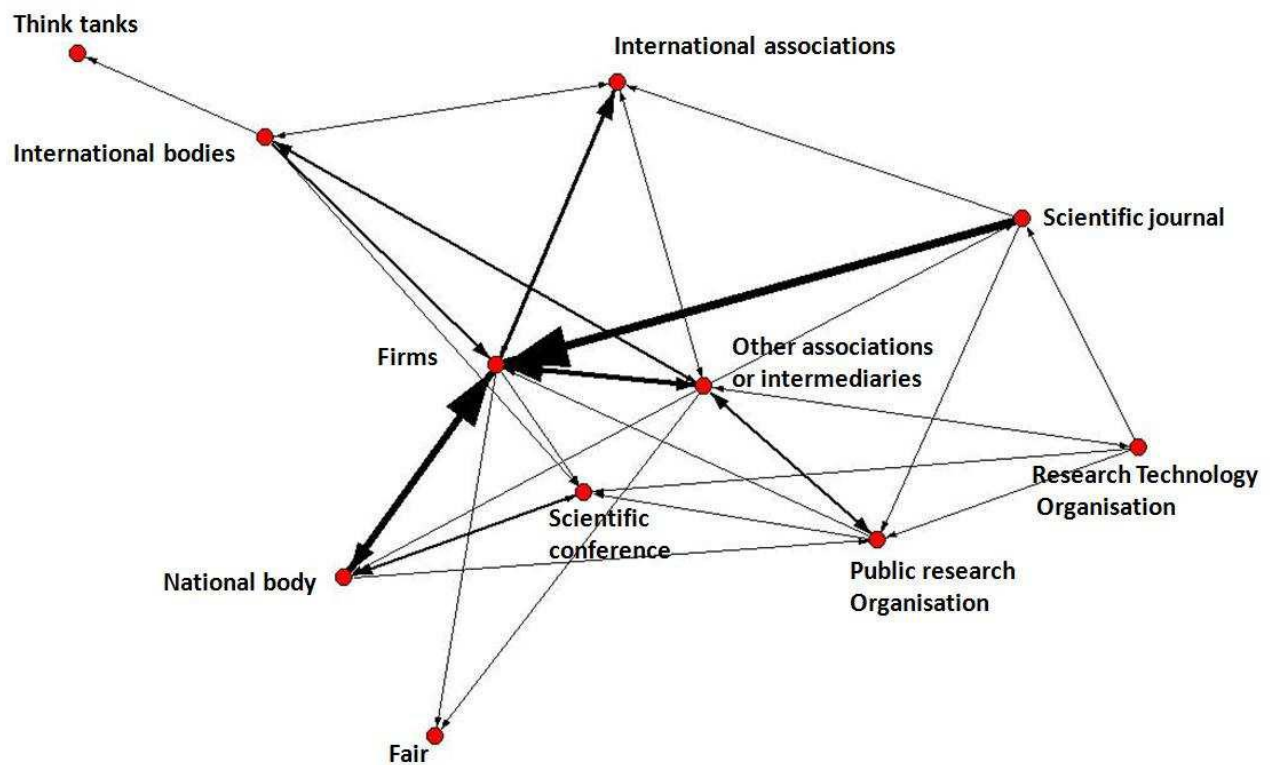 Think tanks
International associations
International bodies
Scientific journal
Firms
Other associations
or intermediaries
Research Technology
Organisation
Scientific
conference
National body
Public research
Organisation
Fair